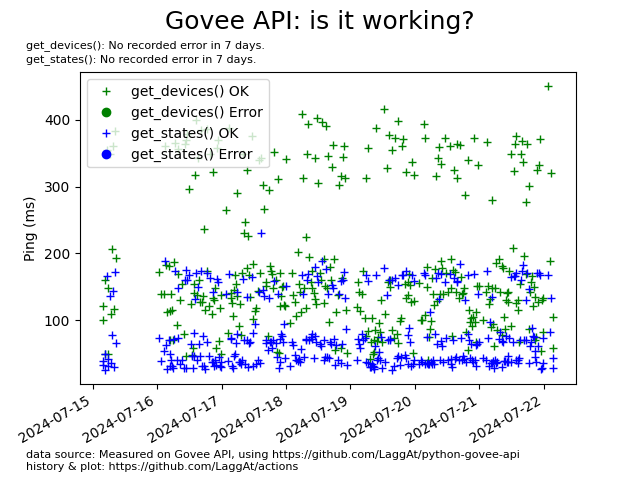 Govee API: is it working?
get_devices(): No recorded error in 7 days.
get_states(): No recorded error in 7 days.
get_devices() OK
get_devices() Error
get_states() OK
get_states() Error
Ping (ms)
400
300
200
100
2024-07-15
2024-07-16
2024-07-17
2024-07-18
2024-07-19
2024-07-20
2024-07-21
2024-07-22
data source: Measured on Govee API, using https://github.com/LaggAt/python-govee-api
history & plot: https://github.com/LaggAt/actions